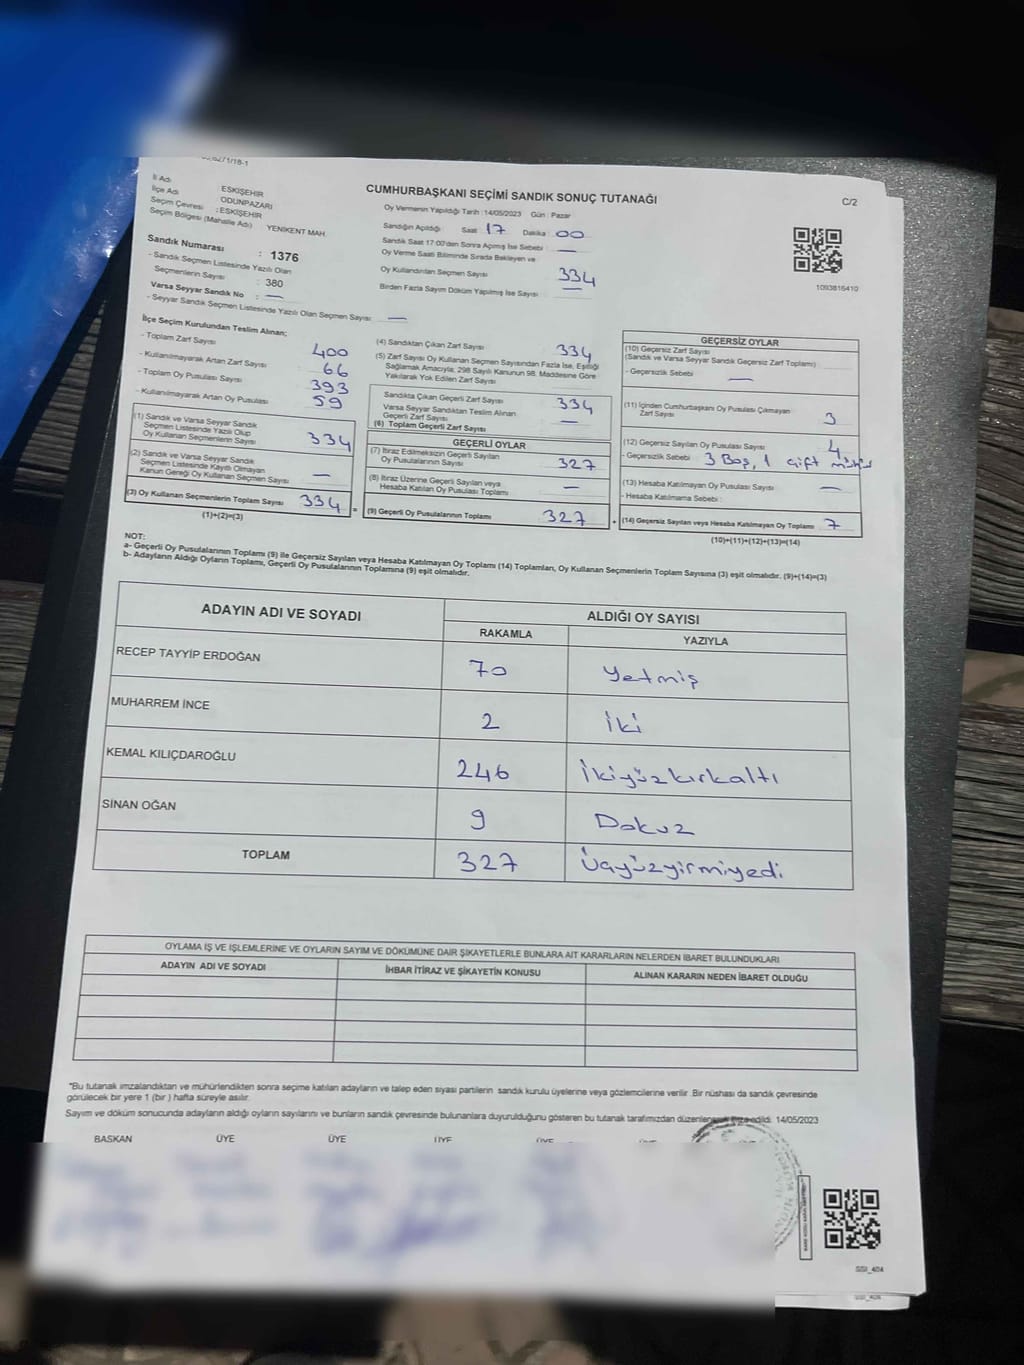 İl Adı
ESKİŞEHİR
İlçe Adı
ODUNPAZARI
Seçim Çevresi : ESKİŞEHİR
Seçim Bölgesi (Mahalle Adı) YENİKENT MAH.
Sandık Numarası : 1376
- Sandık Seçmen Listesinde Yazılı Olan
Seçmenlerin Sayısı : 380
Varsa Seyyar Sandık No : —
- Seyyar Sandık Seçmen Listesinde Yazılı Olan Seçmen Sayısı: —
CUMHURBAŞKANI SEÇİMİ SANDIK SONUÇ TUTANAĞI
C/2
Oy Vermenin Yapıldığı Tarih : 14/05/2023 Gün : Pazar
Sandığın Açıldığı : Saat : 17 Dakika : 00
Sandık Saat 17:00'den Sonra Açılmış İse Sebebi : —
Oy Verme Saati Bitiminde Sırada Bekleyen ve
Oy Kullandırılan Seçmen Sayısı 334
Birden Fazla Sayım Döküm Yapılmış İse Sayısı : —
1093816410
İlçe Seçim Kurulundan Teslim Alınan;
- Toplam Zarf Sayısı 400
- Kullanılmayarak Artan Zarf Sayısı : 66
- Toplam Oy Pusulası Sayısı 393
- Kullanılmayarak Artan Oy Pusulası 59
(1) Sandık ve Varsa Seyyar Sandık
Seçmen Listesinde Yazılı Olup
Oy Kullanan Seçmenlerin Sayısı : 334
(2) Sandık ve Varsa Seyyar Sandık
Seçmen Listesinde Kayıtlı Olmayan
Kanun Gereği Oy Kullanan Seçmen Sayısı : —
(3) Oy Kullanan Seçmenlerin Toplam Sayısı : 334
(1)+(2)=(3)
(4) Sandıktan Çıkan Zarf Sayısı 334
(5) Zarf Sayısı Oy Kullanan Seçmen Sayısından Fazla İse, Eşitliği
Sağlamak Amacıyla, 298 Sayılı Kanunun 98. Maddesine Göre
Yakılarak Yok Edilen Zarf Sayısı
Sandıkta Çıkan Geçerli Zarf Sayısı : 334
Varsa Seyyar Sandıktan Teslim Alınan
Geçerli Zarf Sayısı : —
(6) Toplam Geçerli Zarf Sayısı
GEÇERLİ OYLAR
(7) İtiraz Edilmeksizin Geçerli Sayılan
Oy Pusulalarının Sayısı : 327
(8) İtiraz Üzerine Geçerli Sayılan veya
Hesaba Katılan Oy Pusulası Toplamı : —
(9) Geçerli Oy Pusulalarının Toplamı 327
GEÇERSİZ OYLAR
(10) Geçersiz Zarf Sayısı
(Sandık ve Varsa Seyyar Sandık Geçersiz Zarf Toplamı)
- Geçersizlik Sebebi : —
(11) İçinden Cumhurbaşkanı Oy Pusulası Çıkmayan
Zarf Sayısı 3
(12) Geçersiz Sayılan Oy Pusulası Sayısı 4
- Geçersizlik Sebebi : 3 Boş, 1 çift mühür
(13) Hesaba Katılmayan Oy Pusulası Sayısı : —
- Hesaba Katılmama Sebebi :
(14) Geçersiz Sayılan veya Hesaba Katılmayan Oy Toplamı 7
(10)+(11)+(12)+(13)=(14)
NOT:
a- Geçerli Oy Pusulalarının Toplamı (9) ile Geçersiz Sayılan veya Hesaba Katılmayan Oy Toplamı (14) Toplamları, Oy Kullanan Seçmenlerin Toplam Sayısına (3) eşit olmalıdır. (9)+(14)=(3)
b- Adayların Aldığı Oyların Toplamı, Geçerli Oy Pusulalarının Toplamına (9) eşit olmalıdır.
ADAYIN ADI VE SOYADI ALDIĞI OY SAYISI
RAKAMLA YAZIYLA
RECEP TAYYİP ERDOĞAN 70 Yetmiş
MUHARREM İNCE 2 İki
KEMAL KILIÇDAROĞLU 246 İkiyüzkırkaltı
SİNAN OĞAN 9 Dokuz
TOPLAM 327 Üçyüzyirmiyedi
OYLAMA İŞ VE İŞLEMLERİNE VE OYLARIN SAYIM VE DÖKÜMÜNE DAİR ŞİKAYETLERLE BUNLARA AİT KARARLARIN NELERDEN İBARET BULUNDUKLARI
ADAYIN ADI VE SOYADI İHBAR İTİRAZ VE ŞİKAYETİN KONUSU ALINAN KARARIN NEDEN İBARET OLDUĞU
*Bu tutanak imzalandıktan ve mühürlendikten sonra seçime katılan adayların ve talep eden siyasi partilerin sandık kurulu üyelerine veya gözlemcilerine verilir. Bir nüshası da sandık çevresinde
görülecek bir yere 1 (bir ) hafta süreyle asılır.
Sayım ve döküm sonucunda adayların aldığı oyların sayılarını ve bunların sandık çevresinde bulunanlara duyurulduğunu gösteren bu tutanak tarafımızdan imza edildi. 14/05/2023
BAŞKAN ÜYE ÜYE ÜYE ÜYE
SSI_404